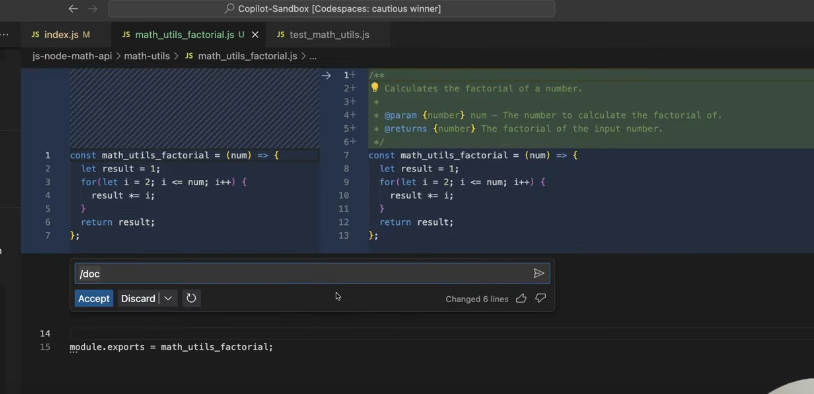 Copilot-Sandbox [Codespaces: cautious winner]
... JS index.js M JS math_utils_factorial.js U JS test_math_utils.js
js-node-math-api > math-utils > JS math_utils_factorial.js > ...
1+ /**
2+ Calculates the factorial of a number.
3+ *
4+ * @param {number} num – The number to calculate the factorial of.
5+ * @returns {number} The factorial of the input number.
6+ */
1 const math_utils_factorial = (num) => {
2 let result = 1;
3 for(let i = 2; i <= num; i++) {
4 result *= i;
5 }
6 return result;
7 };
7 const math_utils_factorial = (num) => {
8 let result = 1;
9 for(let i = 2; i <= num; i++) {
10 result *= i;
11 }
12 return result;
13 };
/doc
Accept Discard Changed 6 lines
14
15 module.exports = math_utils_factorial;